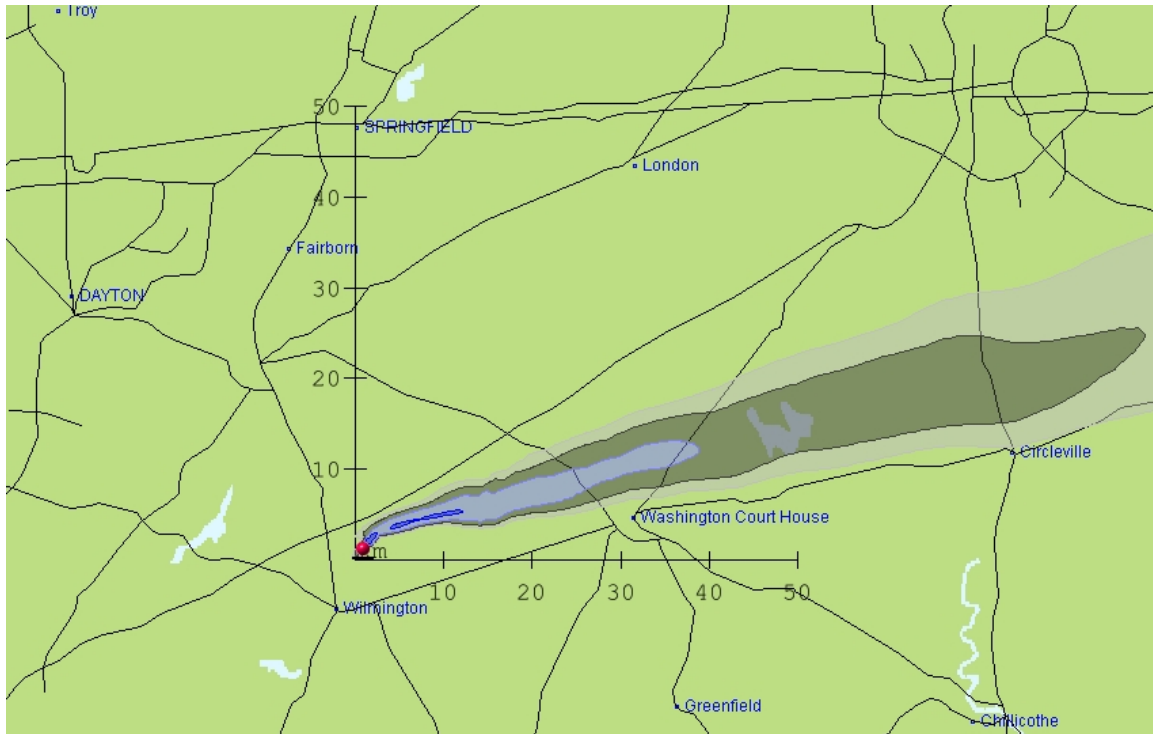 Troy
50
SPRINGFIELD
London
40
Fairborn
30
DAYTON
20
10
Circleville
Washington Court House
10
20
30
40
50
Wilmington
Greenfield
Chillicothe